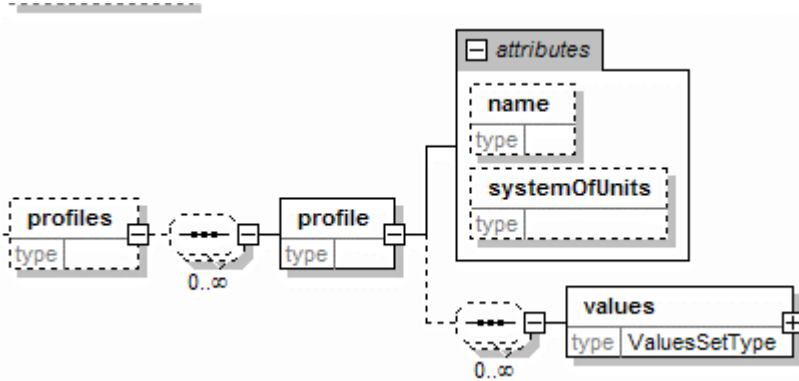 attributes
name
type
systemOfUnits
type
profiles
type
0..∞
profile
type
values
type ValuesSetType
0..∞